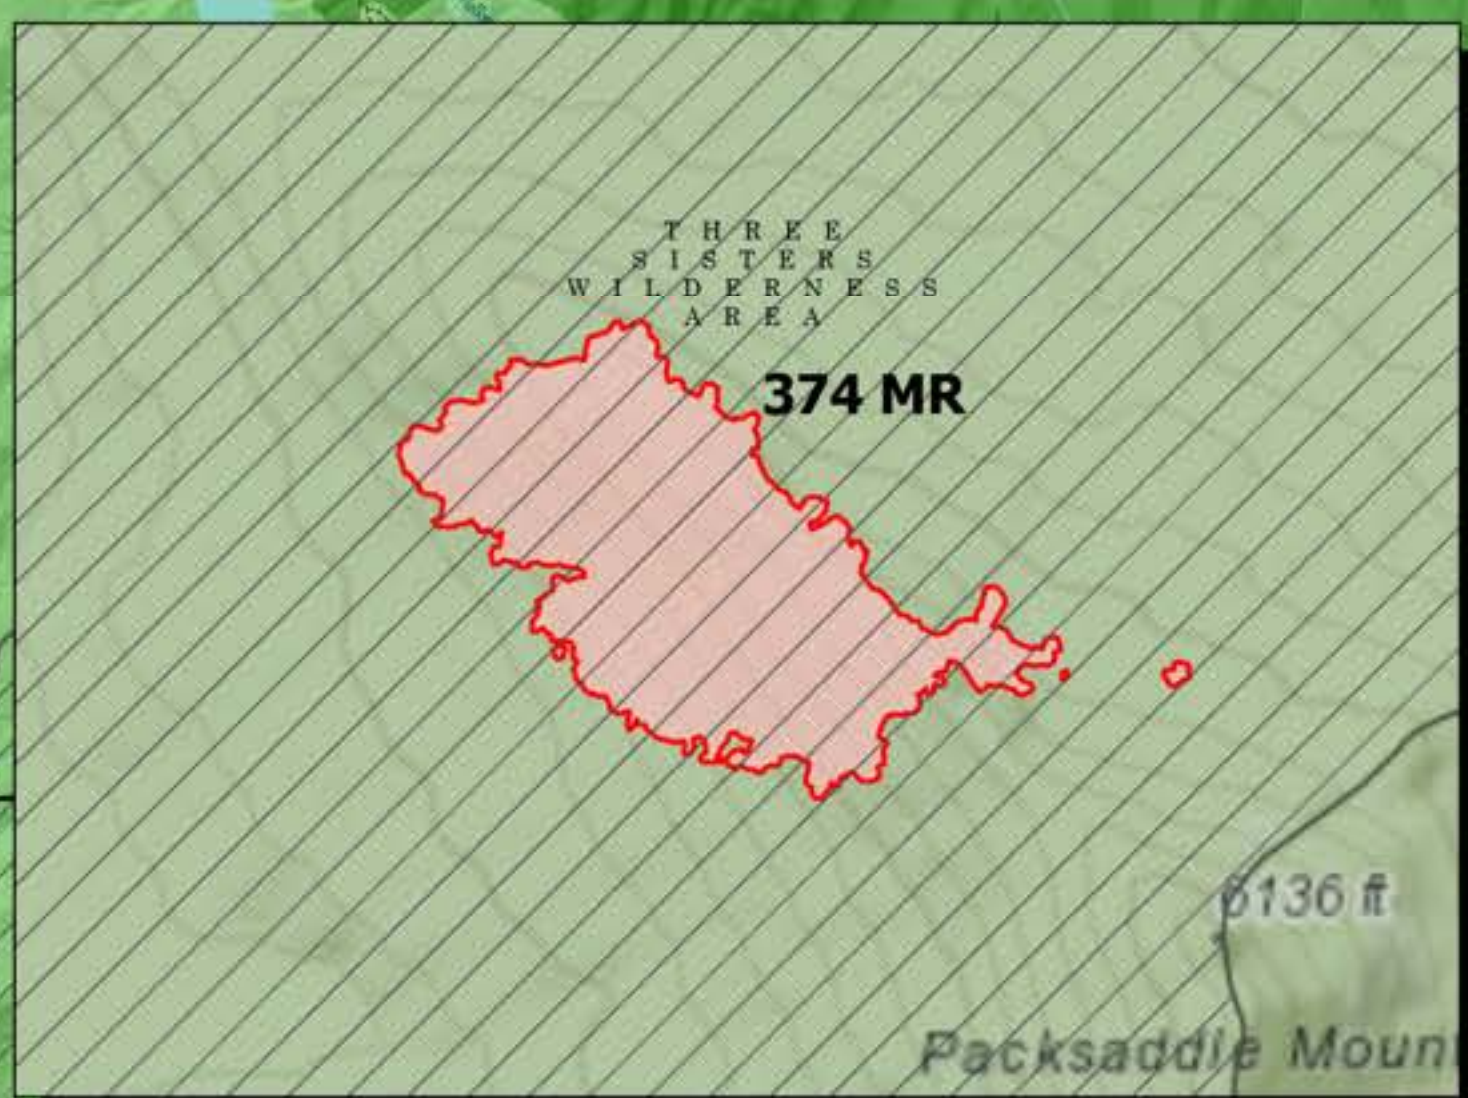 THREE
SISTERS
WILDERNESS
AREA
374 MR
6136 ft
Packsaddle Moun